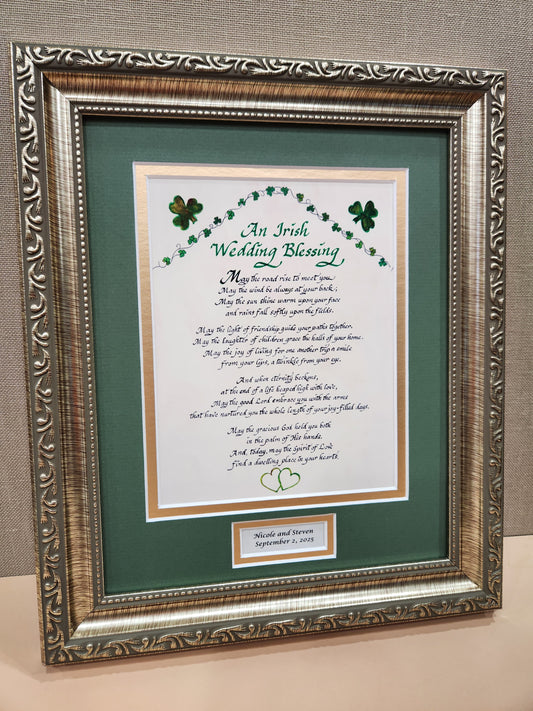 An Irish
Wedding Blessing
May the road rise to meet you.
May the wind be always at your back;
May the sun shine warm upon your face
and rains fall softly upon the fields.
May the light of friendship guide your paths together,
May the laughter of children grace the halls of your home.
May the joy of living for one another trip a smile
from your lips, a twinkle from your eye.
And when eternity beckons,
at the end of a life heaped high with love,
May the good Lord embrace you with the arms
that have nurtured you the whole length of your joy-filled days.
May the gracious God hold you both
in the palm of His hands,
And, today, may the Spirit of Love
find a dwelling place in your hearts.
Nicole and Steven
September 2, 2025